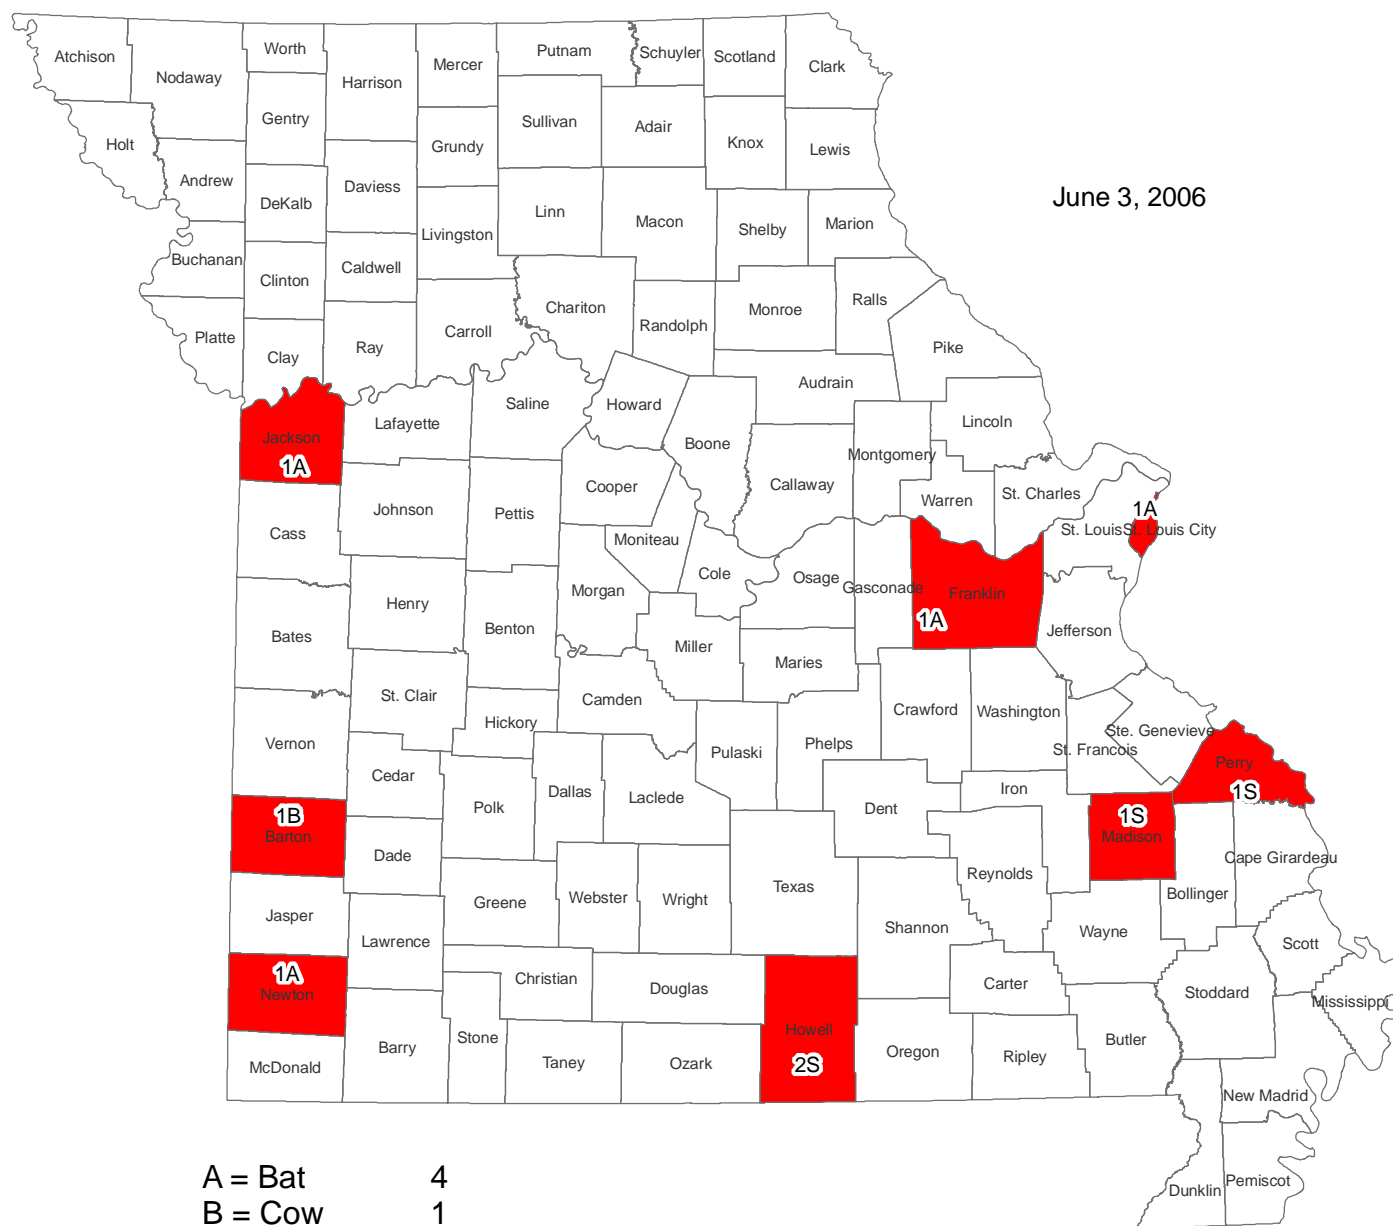 Atchison
Nodaway
Worth
Harrison
Mercer
Putnam
Schuyler
Scotland
Clark
Holt
Gentry
Grundy
Sullivan
Adair
Knox
Lewis
Andrew
DeKalb
Daviess
Livingston
Linn
Macon
Shelby
Marion
June 3, 2006
Buchanan
Clinton
Caldwell
Chariton
Randolph
Monroe
Ralls
Platte
Clay
Ray
Carroll
Pike
Audrain
Jackson
1A
Lafayette
Saline
Howard
Boone
Lincoln
Montgomery
Callaway
Warren
St. Charles
Cass
Johnson
Pettis
Cooper
Moniteau
1A
St. Louis
St. Louis City
Bates
Henry
Benton
Morgan
Cole
Osage
Gasconade
Franklin
1A
Jefferson
Miller
Maries
Vernon
St. Clair
Hickory
Camden
Pulaski
Phelps
Crawford
Washington
St. Francois
Ste. Genevieve
Perry
1S
1B
Barton
Cedar
Polk
Dallas
Laclede
Dent
Iron
1S
Madison
Dade
Cape Girardeau
Bollinger
Reynolds
Jasper
Lawrence
Greene
Webster
Wright
Texas
Shannon
Wayne
Scott
1A
Newton
Christian
Douglas
Howell
2S
Carter
Stoddard
Mississippi
McDonald
Barry
Stone
Taney
Ozark
Oregon
Ripley
Butler
New Madrid
Dunklin
Pemiscot
A = Bat 4
B = Cow 1